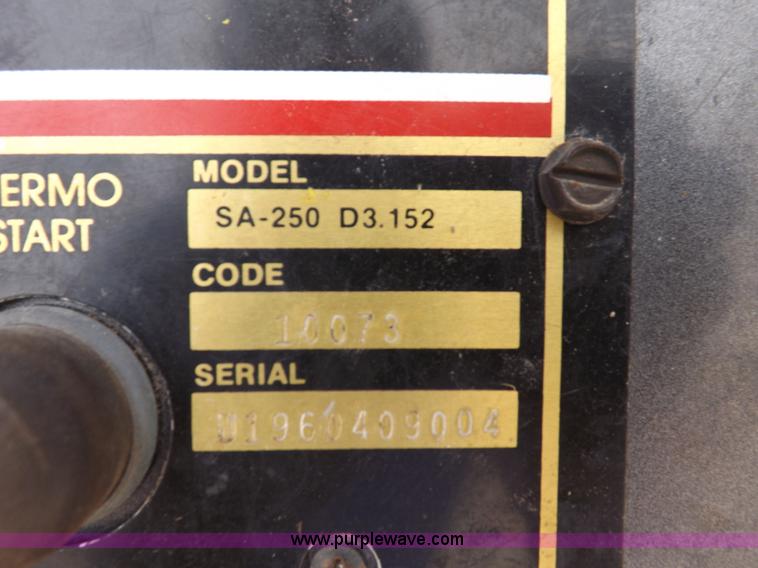 ERMO
START
MODEL
SA-250 D3.152
CODE
10073
SERIAL
U1960409004
www.purplewave.com